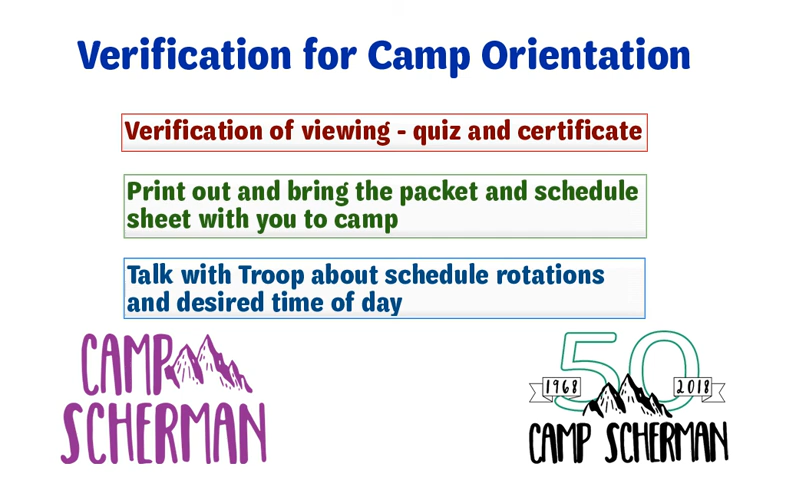 Verification for Camp Orientation
Verification of viewing - quiz and certificate
Print out and bring the packet and schedule
sheet with you to camp
Talk with Troop about schedule rotations
and desired time of day
CAMP
SCHERMAN
50
1968 2018
CAMP SCHERMAN